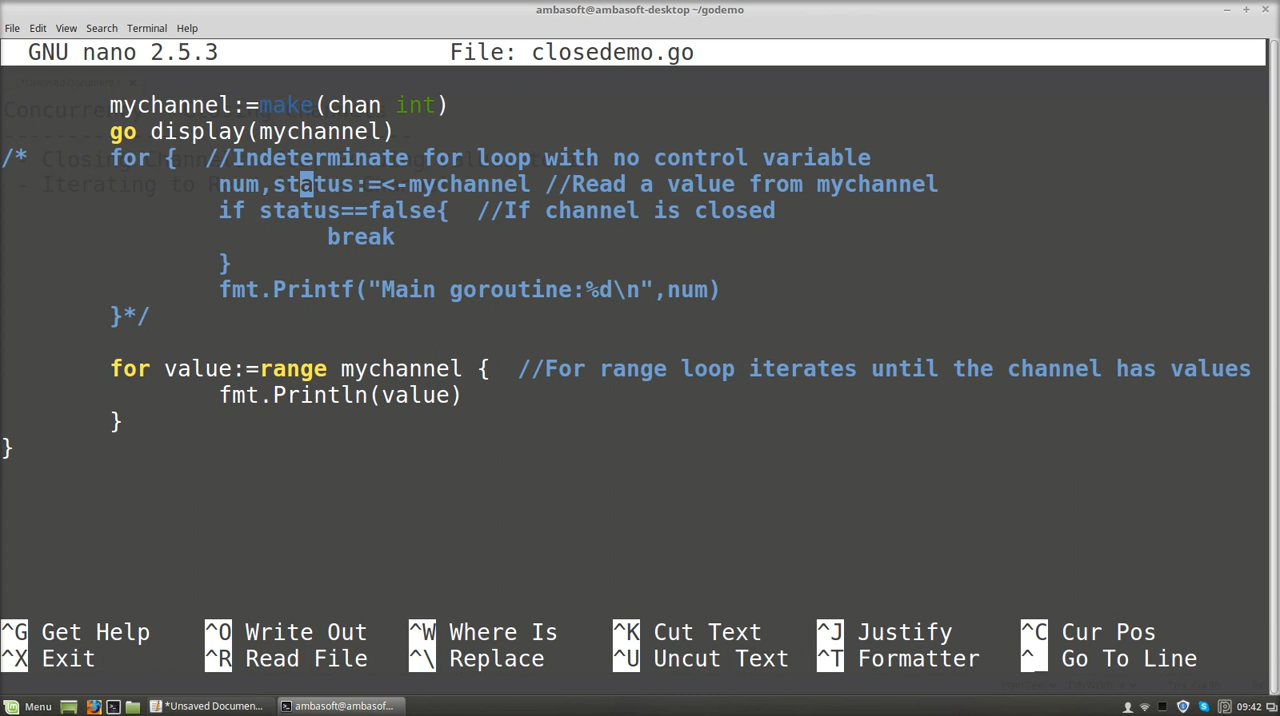 ambasoft@ambasoft-desktop ~/godemo
File Edit View Search Terminal Help
GNU nano 2.5.3 File: closedemo.go
mychannel:=make(chan int)
go display(mychannel)
/* for { //Indeterminate for loop with no control variable
num,status:=<-mychannel //Read a value from mychannel
if status==false{ //If channel is closed
break
}
fmt.Printf("Main goroutine:%d\n",num)
}*/
for value:=range mychannel { //For range loop iterates until the channel has values
fmt.Println(value)
}
}
^G Get Help ^O Write Out ^W Where Is ^K Cut Text ^J Justify ^C Cur Pos
^X Exit ^R Read File ^\ Replace ^U Uncut Text ^T Formatter ^_ Go To Line
Menu *Unsaved Documen... ambasoft@ambasof... 09:42